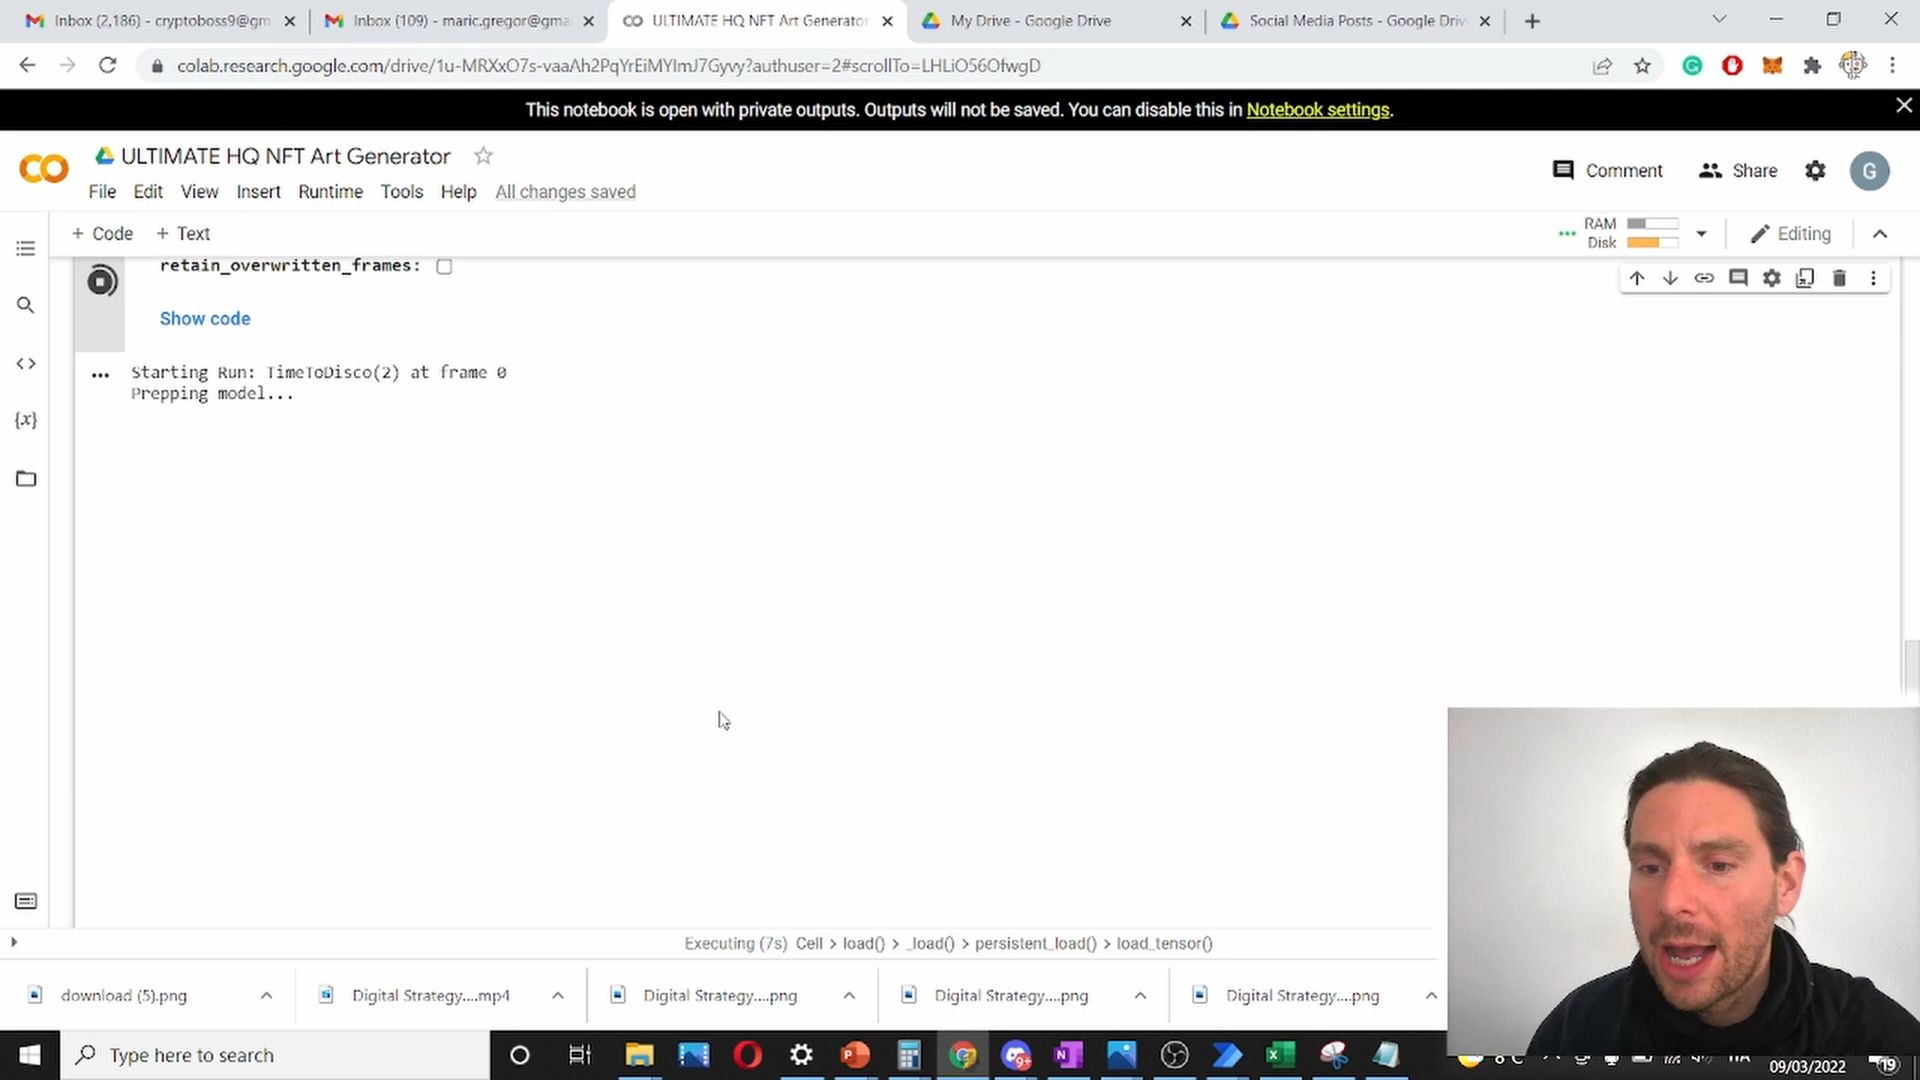 Inbox (2,186) - cryptoboss9@gm
Inbox (109) - maric.gregor@gma
ULTIMATE HQ NFT Art Generator
My Drive - Google Drive
Social Media Posts - Google Driv
colab.research.google.com/drive/1u-MRXxO7s-vaaAh2PqYrEiMYlmJ7Gyvy?authuser=2#scrollTo=LHLiO56OfwgD
This notebook is open with private outputs. Outputs will not be saved. You can disable this in Notebook settings.
ULTIMATE HQ NFT Art Generator
Comment
Share
G
File Edit View Insert Runtime Tools Help All changes saved
+ Code + Text
RAM
Disk
Editing
retain_overwritten_frames:
Show code
Starting Run: TimeToDisco(2) at frame 0
Prepping model...
{x}
Executing (7s) Cell > load() > _load() > persistent_load() > load_tensor()
download (5).png
Digital Strategy....mp4
Digital Strategy....png
Digital Strategy....png
Digital Strategy....png
Type here to search
09/03/2022
19